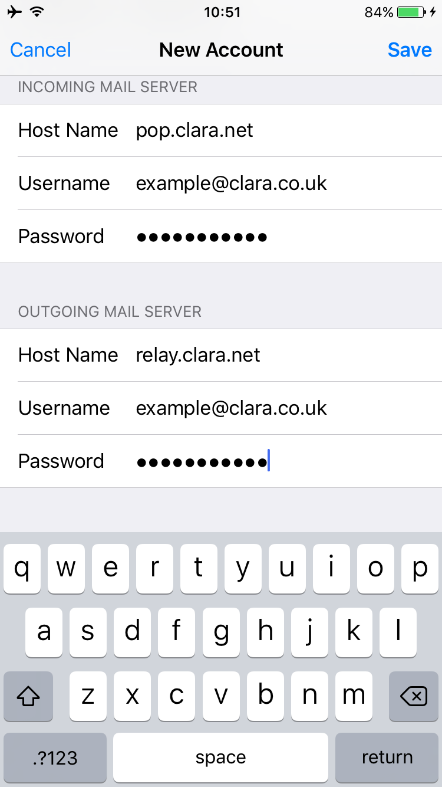 10:51 84%
Cancel New Account Save
INCOMING MAIL SERVER
Host Name pop.clara.net
Username example@clara.co.uk
Password ●●●●●●●●●●●
OUTGOING MAIL SERVER
Host Name relay.clara.net
Username example@clara.co.uk
Password ●●●●●●●●●●●
q w e r t y u i o p
a s d f g h j k l
z x c v b n m
.?123 space return